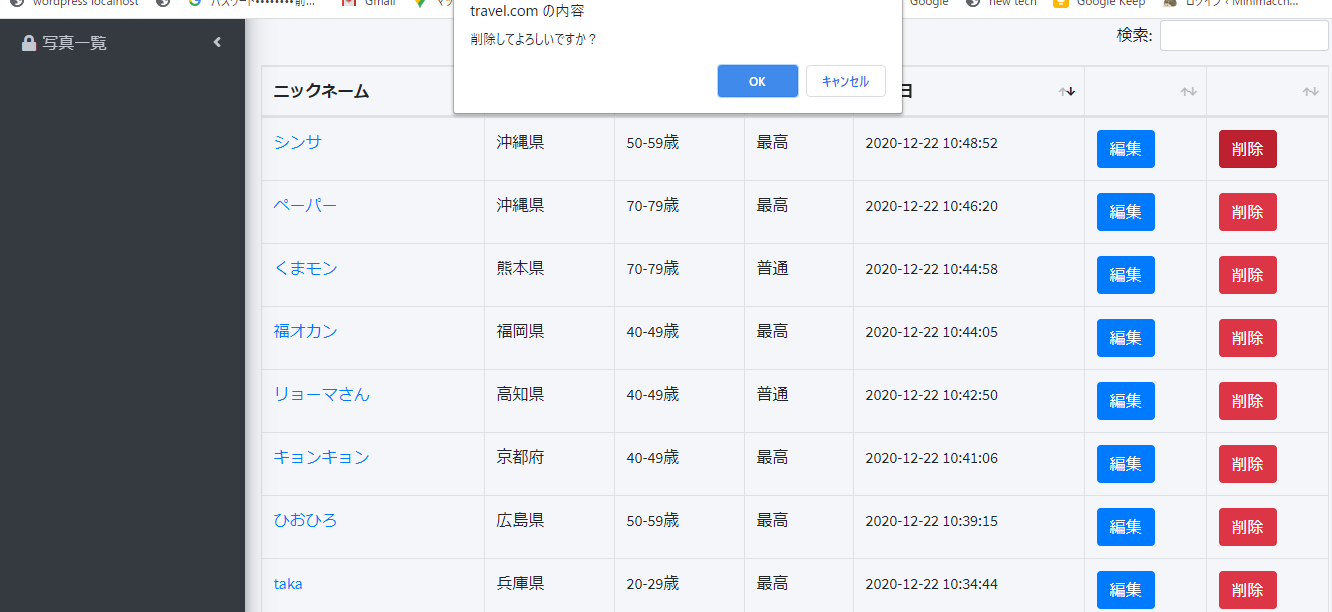 wordpress localhost
Gmail
Google
new tech
Google Keep
travel.com の内容
削除してよろしいですか？
OK キャンセル
写真一覧
検索:
ニックネーム 日
シンサ 沖縄県 50-59歳 最高 2020-12-22 10:48:52 編集 削除
ペーパー 沖縄県 70-79歳 最高 2020-12-22 10:46:20 編集 削除
くまモン 熊本県 70-79歳 普通 2020-12-22 10:44:58 編集 削除
福オカン 福岡県 40-49歳 最高 2020-12-22 10:44:05 編集 削除
リョーマさん 高知県 40-49歳 普通 2020-12-22 10:42:50 編集 削除
キョンキョン 京都府 40-49歳 最高 2020-12-22 10:41:06 編集 削除
ひおひろ 広島県 50-59歳 最高 2020-12-22 10:39:15 編集 削除
taka 兵庫県 20-29歳 最高 2020-12-22 10:34:44 編集 削除